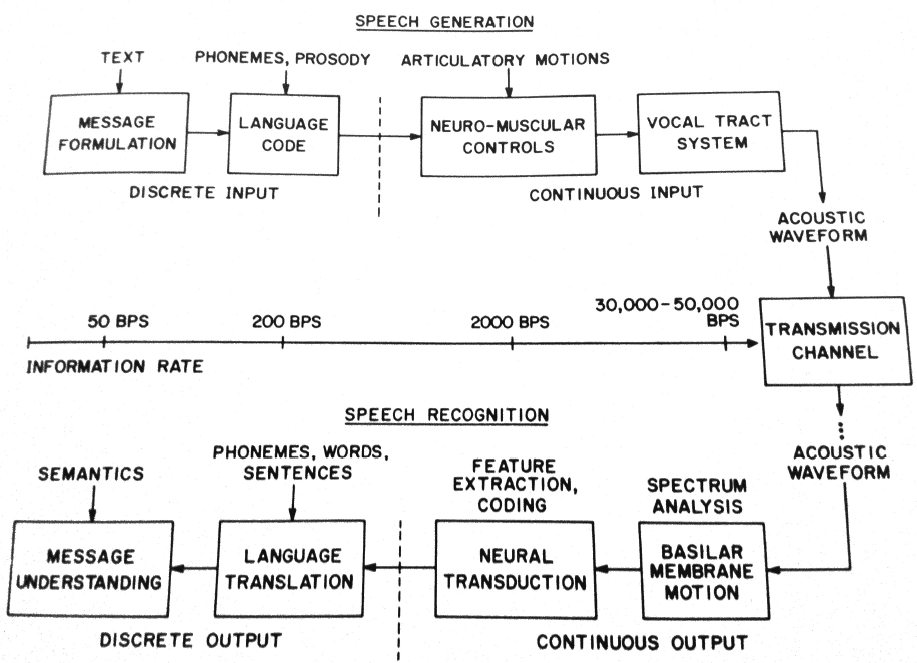 SPEECH GENERATION
TEXT
PHONEMES, PROSODY
ARTICULATORY MOTIONS
MESSAGE
FORMULATION
LANGUAGE
CODE
NEURO-MUSCULAR
CONTROLS
VOCAL TRACT
SYSTEM
DISCRETE INPUT
CONTINUOUS INPUT
ACOUSTIC
WAVEFORM
50 BPS
200 BPS
2000 BPS
30,000-50,000
BPS
INFORMATION RATE
TRANSMISSION
CHANNEL
SPEECH RECOGNITION
SEMANTICS
PHONEMES, WORDS,
SENTENCES
FEATURE
EXTRACTION,
CODING
SPECTRUM
ANALYSIS
ACOUSTIC
WAVEFORM
MESSAGE
UNDERSTANDING
LANGUAGE
TRANSLATION
NEURAL
TRANSDUCTION
BASILAR
MEMBRANE
MOTION
DISCRETE OUTPUT
CONTINUOUS OUTPUT